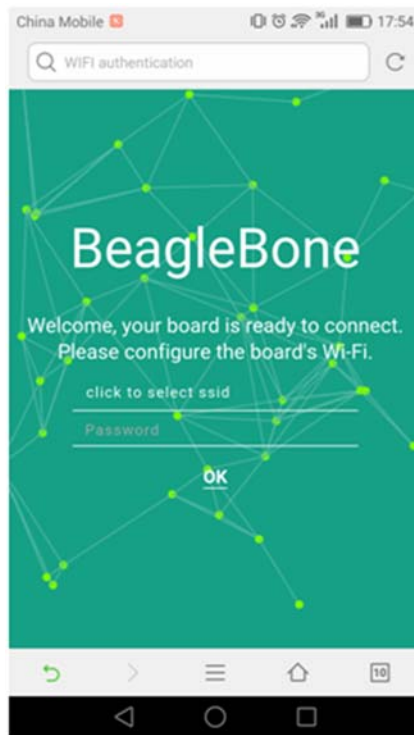 China Mobile
3G
17:54
WIFI authentication
BeagleBone
Welcome, your board is ready to connect.
Please configure the board's Wi-Fi.
click to select ssid
Password
OK
10